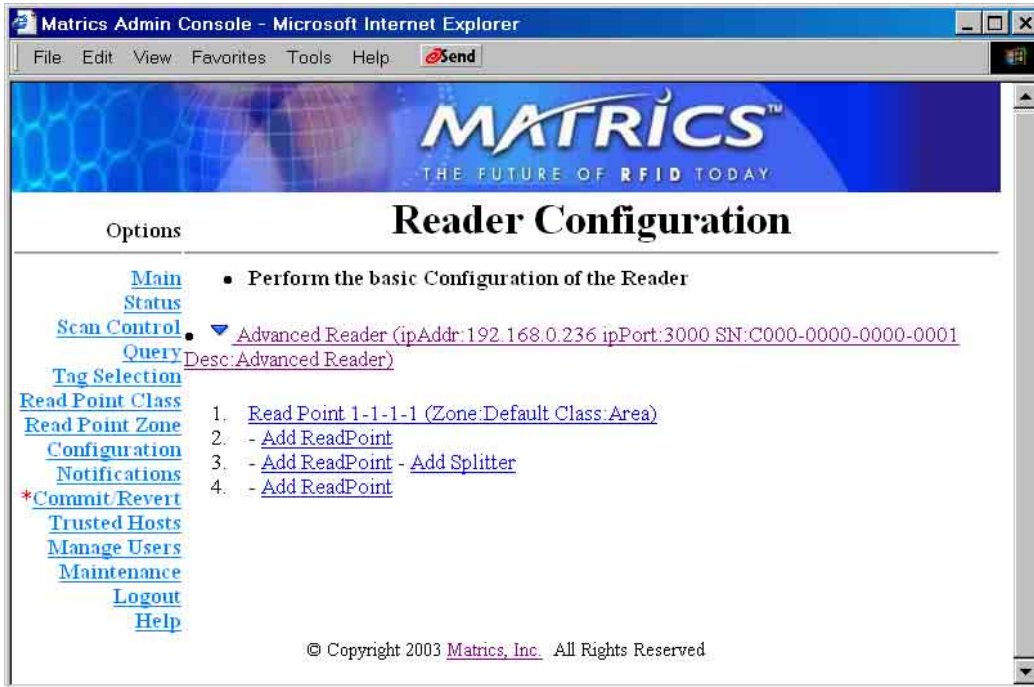 Matrics Admin Console - Microsoft Internet Explorer
File Edit View Favorites Tools Help eSend
MATRICS™
THE FUTURE OF RFID TODAY
Options
Reader Configuration
Main
Status
Scan Control
Query
Tag Selection
Read Point Class
Read Point Zone
Configuration
Notifications
*Commit/Revert
Trusted Hosts
Manage Users
Maintenance
Logout
Help
• Perform the basic Configuration of the Reader
• Advanced Reader (ipAddr:192.168.0.236 ipPort:3000 SN:C000-0000-0000-0001
Desc:Advanced Reader)
1. Read Point 1-1-1-1 (Zone:Default Class:Area)
2. - Add ReadPoint
3. - Add ReadPoint - Add Splitter
4. - Add ReadPoint
© Copyright 2003 Matrics, Inc. All Rights Reserved